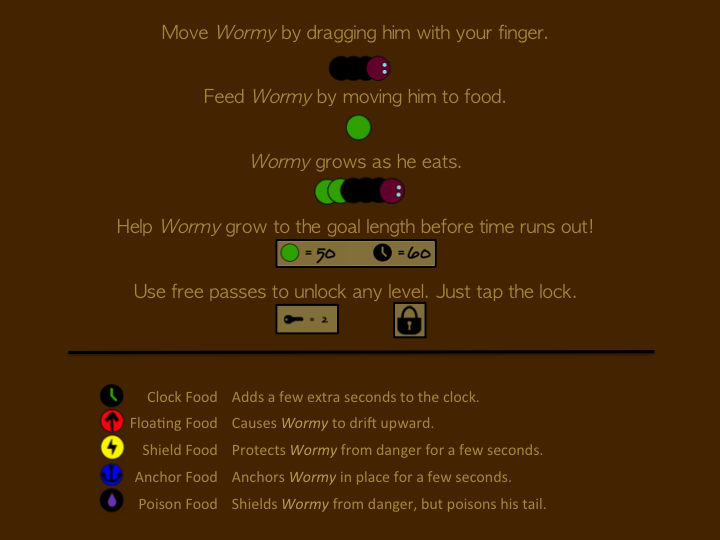 Move Wormy by dragging him with your finger.
Feed Wormy by moving him to food.
Wormy grows as he eats.
Help Wormy grow to the goal length before time runs out!
= 50 = 60
Use free passes to unlock any level. Just tap the lock.
= 2
Clock Food Adds a few extra seconds to the clock.
Floating Food Causes Wormy to drift upward.
Shield Food Protects Wormy from danger for a few seconds.
Anchor Food Anchors Wormy in place for a few seconds.
Poison Food Shields Wormy from danger, but poisons his tail.